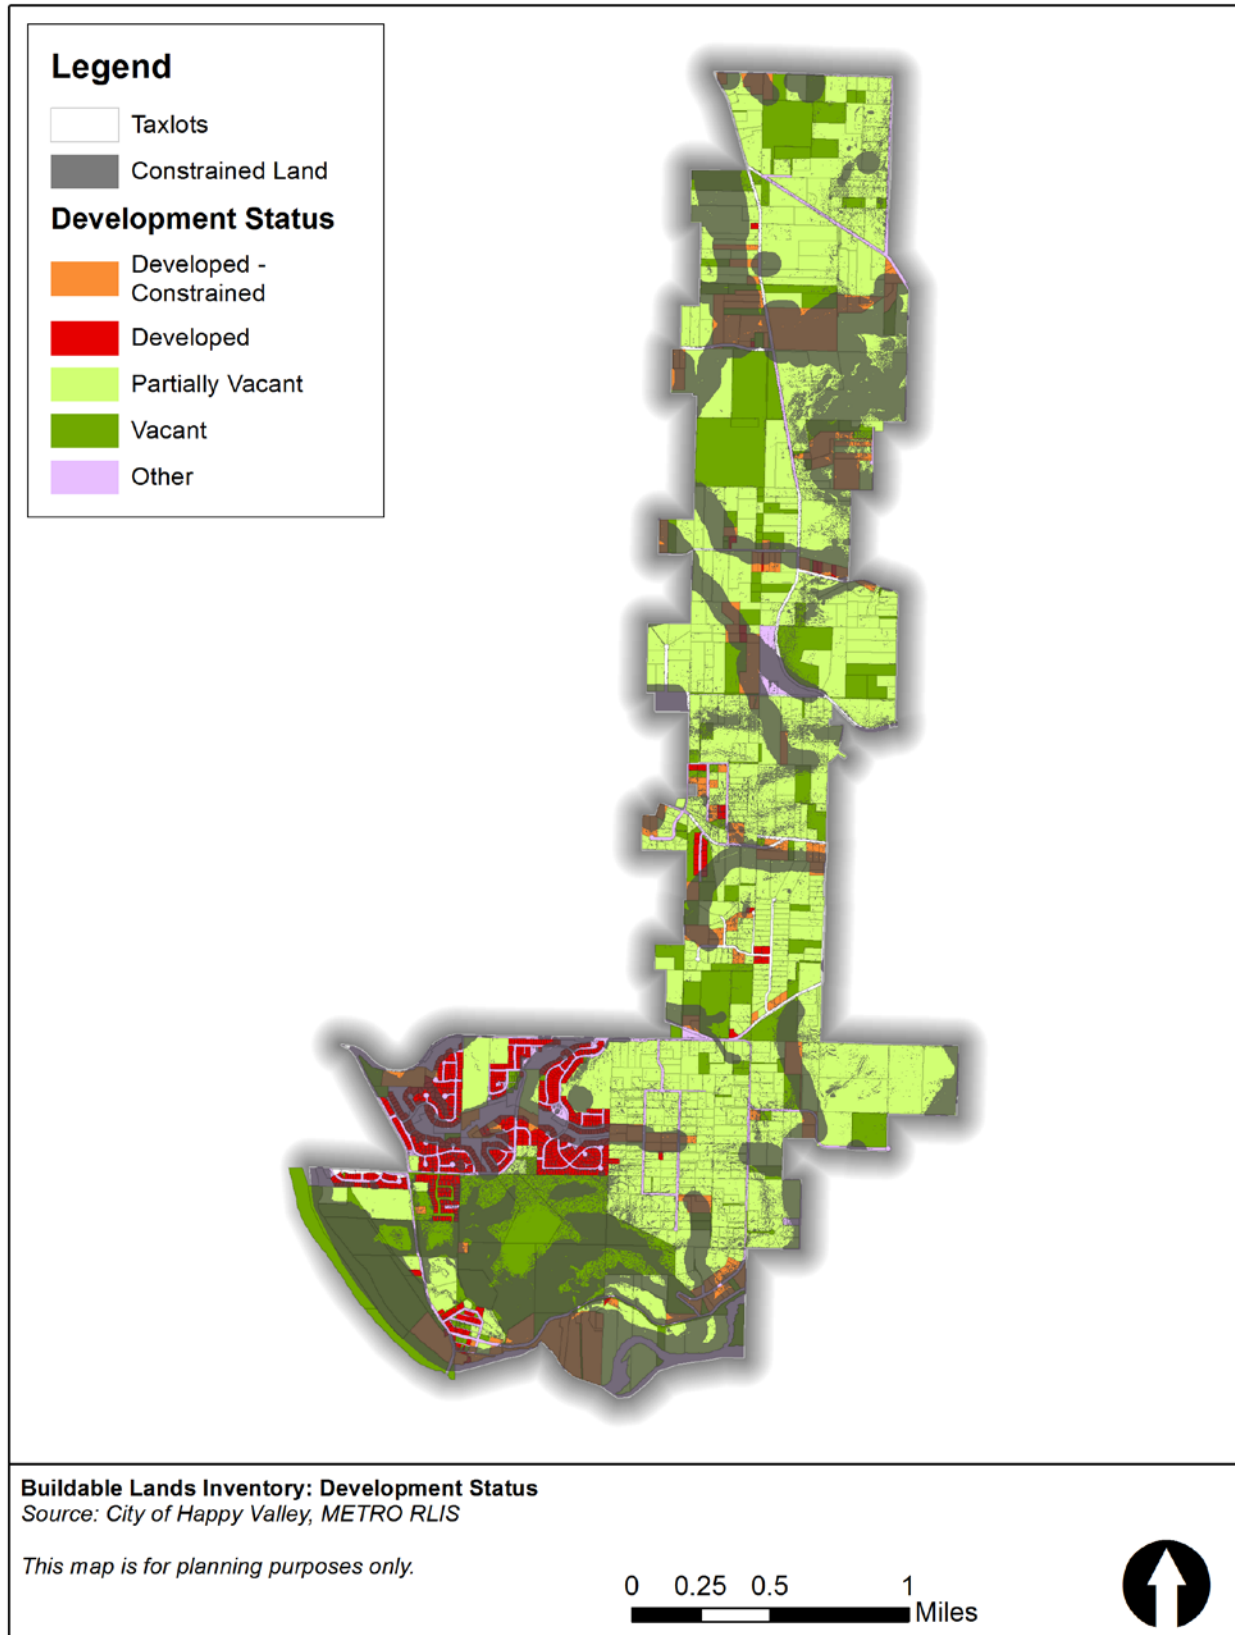 Legend
Taxlots
Constrained Land
Development Status
Developed -
Constrained
Developed
Partially Vacant
Vacant
Other
Buildable Lands Inventory: Development Status
Source: City of Happy Valley, METRO RLIS
This map is for planning purposes only.
0 0.25 0.5 1
Miles